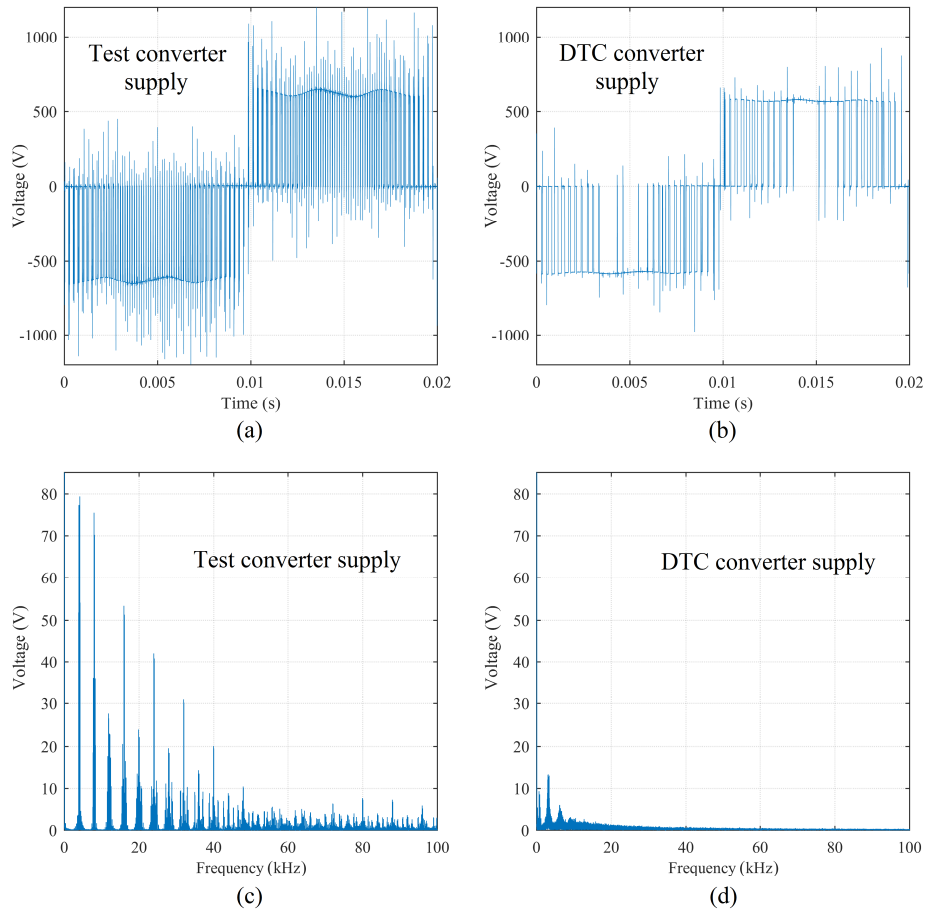 Test converter
supply
Voltage (V)
1000
500
0
-500
-1000
0
0.005
0.01
0.015
0.02
Time (s)
(a)
DTC converter
supply
Voltage (V)
1000
500
0
-500
-1000
0
0.005
0.01
0.015
0.02
Time (s)
(b)
Test converter supply
Voltage (V)
80
70
60
50
40
30
20
10
0
0
20
40
60
80
100
Frequency (kHz)
(c)
DTC converter supply
Voltage (V)
80
70
60
50
40
30
20
10
0
0
20
40
60
80
100
Frequency (kHz)
(d)